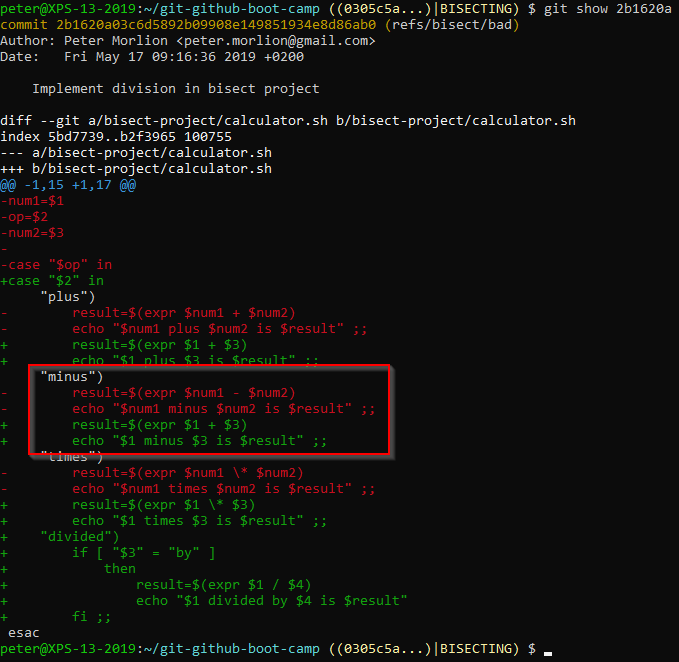 peter@XPS-13-2019:~/git-github-boot-camp ((0305c5a...)|BISECTING) $ git show 2b1620a
commit 2b1620a03c6d5892b09908e149851934e8d86ab0 (refs/bisect/bad)
Author: Peter Morlion <peter.morlion@gmail.com>
Date:   Fri May 17 09:16:36 2019 +0200

    Implement division in bisect project

diff --git a/bisect-project/calculator.sh b/bisect-project/calculator.sh
index 5bd7739..b2f3965 100755
--- a/bisect-project/calculator.sh
+++ b/bisect-project/calculator.sh
@@ -1,15 +1,17 @@
-num1=$1
-op=$2
-num2=$3
-
-case "$op" in
+case "$2" in
     "plus")
-        result=$(expr $num1 + $num2)
-        echo "$num1 plus $num2 is $result" ;;
+        result=$(expr $1 + $3)
+        echo "$1 plus $3 is $result" ;;
     "minus")
-        result=$(expr $num1 - $num2)
-        echo "$num1 minus $num2 is $result" ;;
+        result=$(expr $1 + $3)
+        echo "$1 minus $3 is $result" ;;
     "times")
-        result=$(expr $num1 \* $num2)
-        echo "$num1 times $num2 is $result" ;;
+        result=$(expr $1 \* $3)
+        echo "$1 times $3 is $result" ;;
+    "divided")
+        if [ "$3" = "by" ]
+            then
+                result=$(expr $1 / $4)
+                echo "$1 divided by $4 is $result"
+        fi ;;
 esac
peter@XPS-13-2019:~/git-github-boot-camp ((0305c5a...)|BISECTING) $